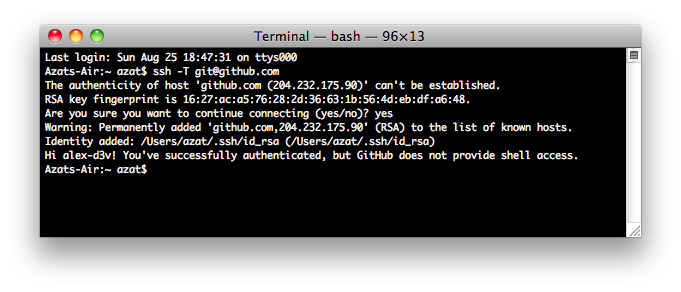 Terminal — bash — 96×13
Last login: Sun Aug 25 18:47:31 on ttys000
Azats-Air:~ azat$ ssh -T git@github.com
The authenticity of host 'github.com (204.232.175.90)' can't be established.
RSA key fingerprint is 16:27:ac:a5:76:28:2d:36:63:1b:56:4d:eb:df:a6:48.
Are you sure you want to continue connecting (yes/no)? yes
Warning: Permanently added 'github.com,204.232.175.90' (RSA) to the list of known hosts.
Identity added: /Users/azat/.ssh/id_rsa (/Users/azat/.ssh/id_rsa)
Hi alex-d3v! You've successfully authenticated, but GitHub does not provide shell access.
Azats-Air:~ azat$